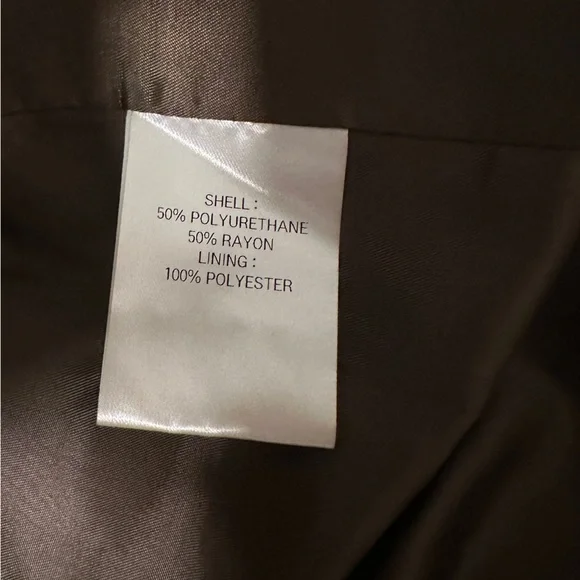 SHELL :
50% POLYURETHANE
50% RAYON
LINING :
100% POLYESTER